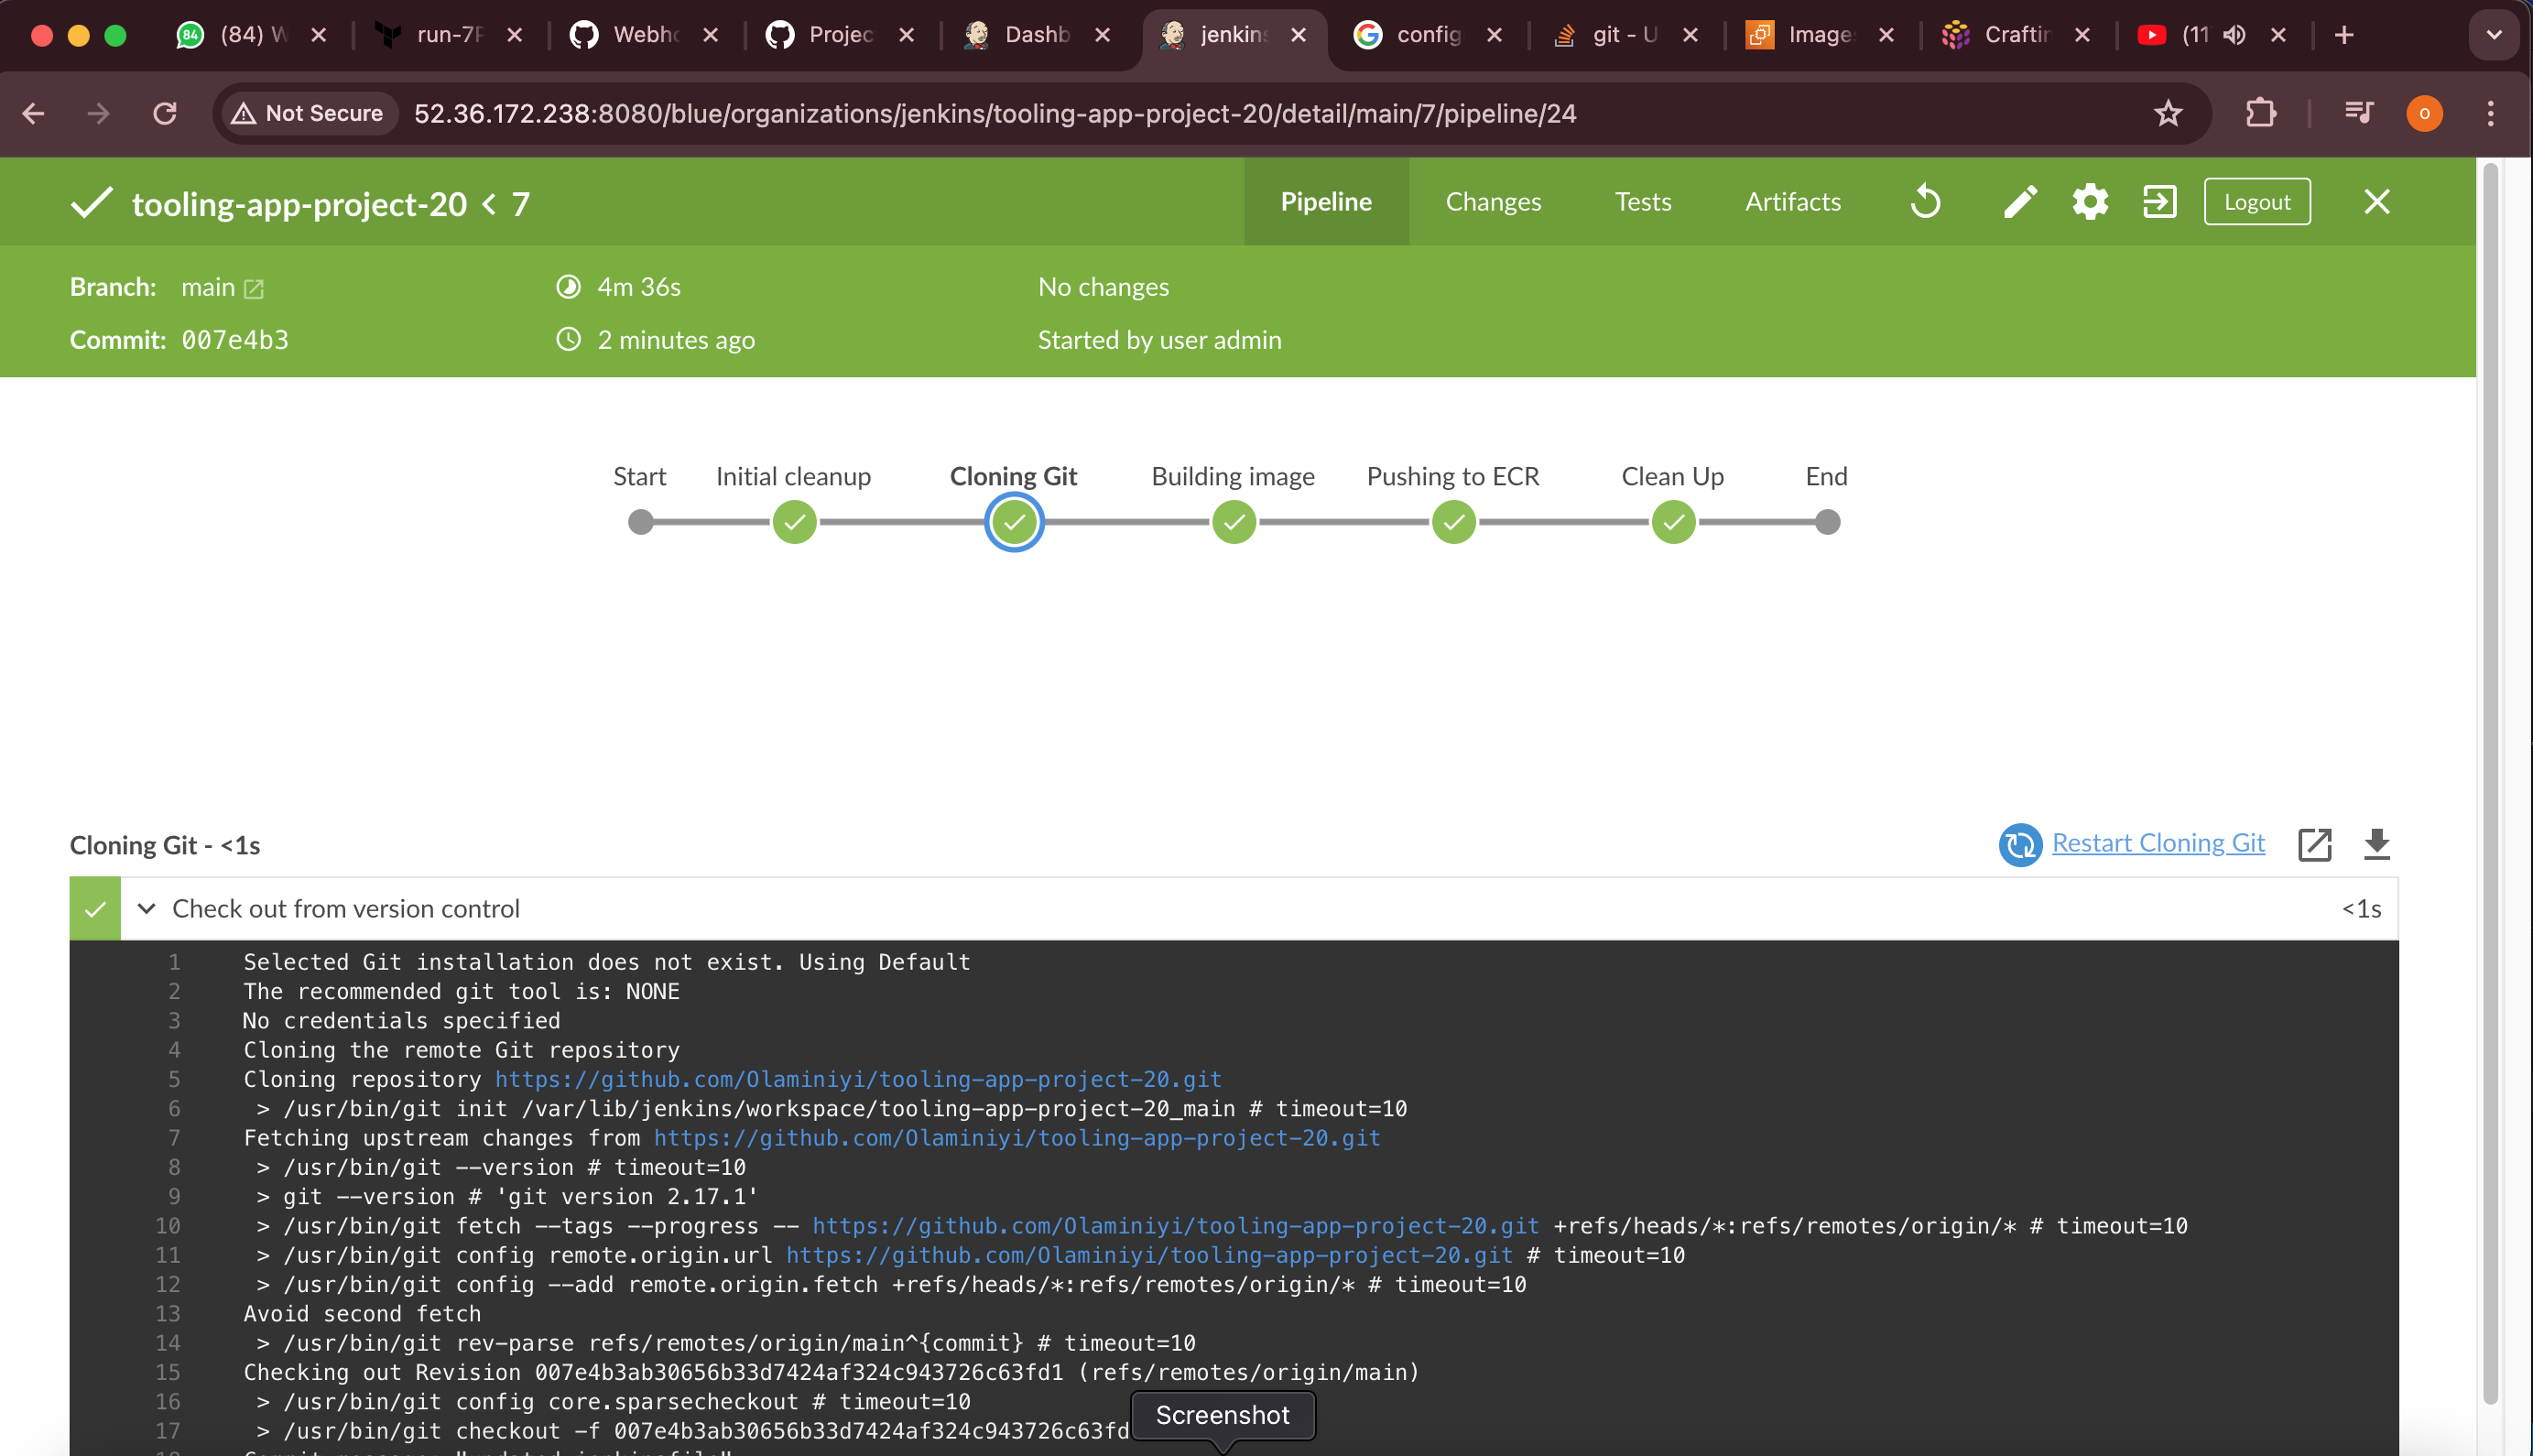 84
(84) W
run-7P
Webho
Projec
Dashb
jenkins
config
git - U
Image
Craftin
(11
Not Secure
52.36.172.238:8080/blue/organizations/jenkins/tooling-app-project-20/detail/main/7/pipeline/24
O
tooling-app-project-20 < 7
Pipeline
Changes
Tests
Artifacts
Logout
Branch: main
4m 36s
No changes
Commit: 007e4b3
2 minutes ago
Started by user admin
Start
Initial cleanup
Cloning Git
Building image
Pushing to ECR
Clean Up
End
Cloning Git - <1s
Restart Cloning Git
Check out from version control
<1s
1 Selected Git installation does not exist. Using Default
2 The recommended git tool is: NONE
3 No credentials specified
4 Cloning the remote Git repository
5 Cloning repository https://github.com/Olaminiyi/tooling-app-project-20.git
6 > /usr/bin/git init /var/lib/jenkins/workspace/tooling-app-project-20_main # timeout=10
7 Fetching upstream changes from https://github.com/Olaminiyi/tooling-app-project-20.git
8 > /usr/bin/git --version # timeout=10
9 > git --version # 'git version 2.17.1'
10 > /usr/bin/git fetch --tags --progress -- https://github.com/Olaminiyi/tooling-app-project-20.git +refs/heads/*:refs/remotes/origin/* # timeout=10
11 > /usr/bin/git config remote.origin.url https://github.com/Olaminiyi/tooling-app-project-20.git # timeout=10
12 > /usr/bin/git config --add remote.origin.fetch +refs/heads/*:refs/remotes/origin/* # timeout=10
13 Avoid second fetch
14 > /usr/bin/git rev-parse refs/remotes/origin/main^{commit} # timeout=10
15 Checking out Revision 007e4b3ab30656b33d7424af324c943726c63fd1 (refs/remotes/origin/main)
16 > /usr/bin/git config core.sparsecheckout # timeout=10
17 > /usr/bin/git checkout -f 007e4b3ab30656b33d7424af324c943726c63fd
Screenshot